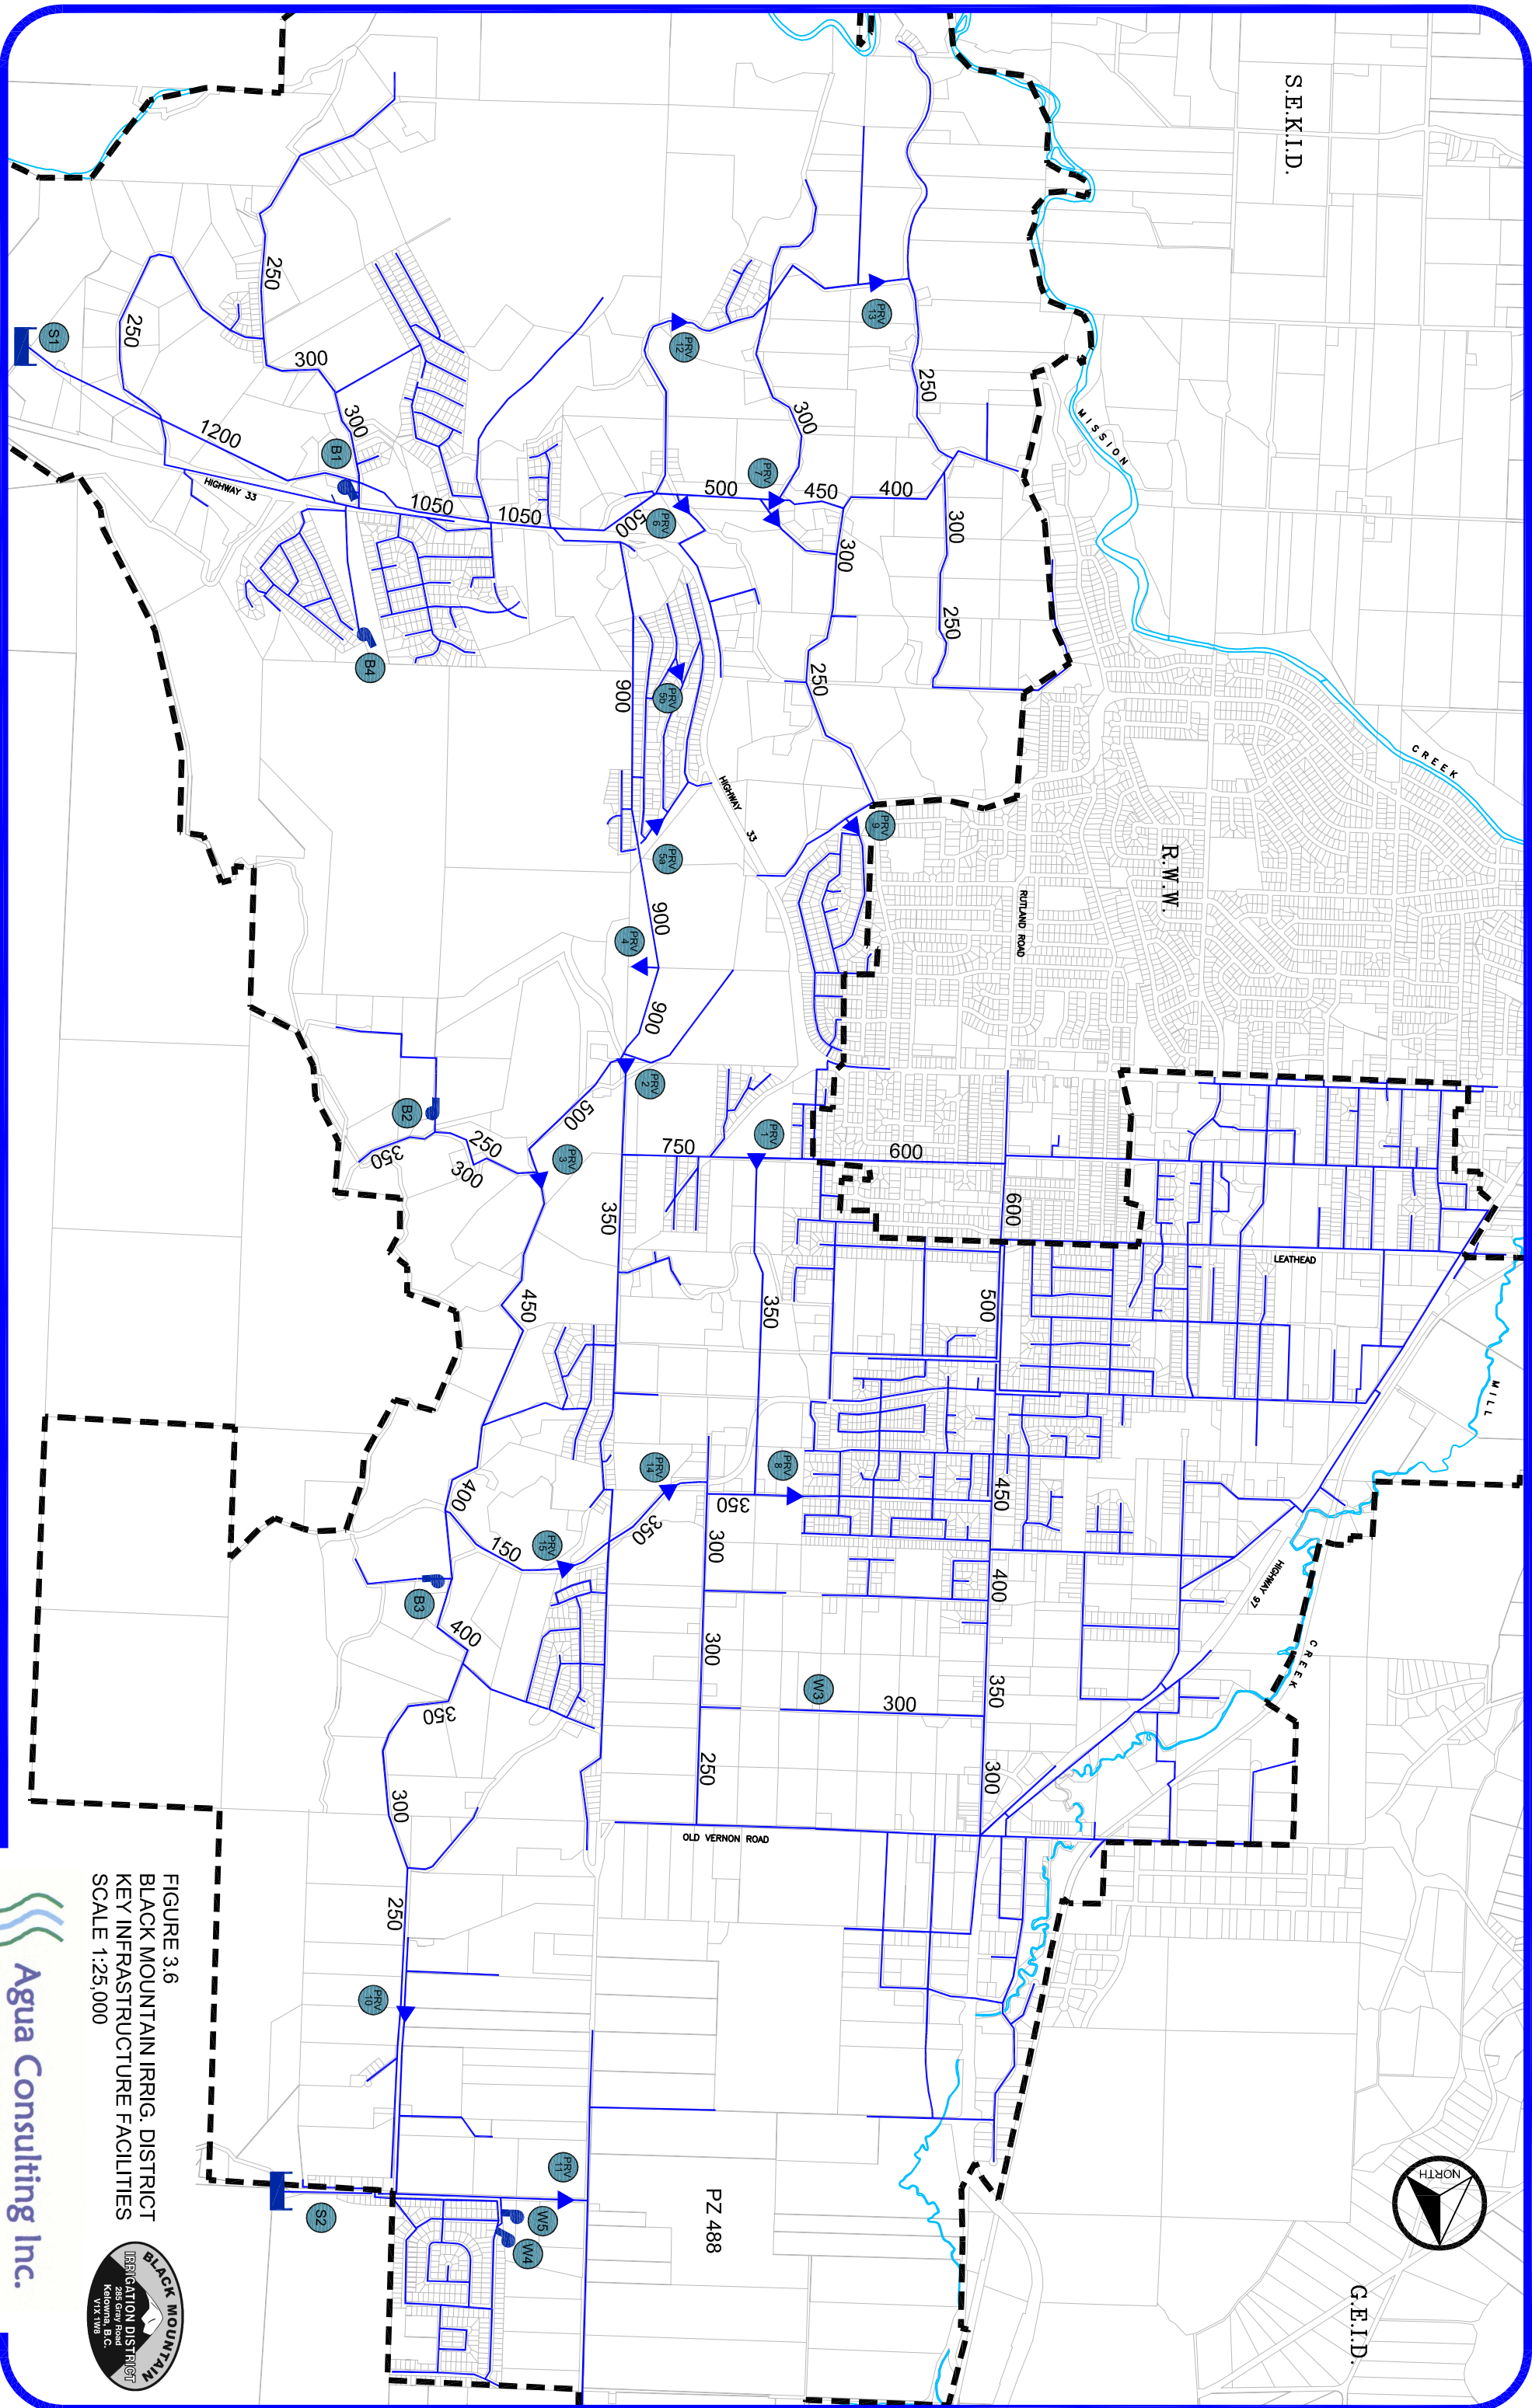 S.E.K.I.D.
MISSION
CREEK
R.W.W.
RUTLAND ROAD
LEATHEAD
MILL
CREEK
HIGHWAY 97
G.E.I.D.
NORTH
PZ 488
OLD VERNON ROAD
HIGHWAY 33
HIGHWAY 33
S1
B1
B4
B2
B3
S2
W3
W5
W4
PRV 13
PRV 12
PRV 7
PRV 6
PRV 5b
PRV 5a
PRV 9
PRV 4
PRV 2
PRV 3
PRV 1
PRV 8
PRV 14
PRV 15
PRV 10
PRV 11
250
250
300
300
1200
1050
1050
500
500
450
400
300
250
300
250
300
250
900
900
900
500
250
300
350
750
600
600
350
350
500
450
450
400
350
300
300
400
150
350
350
300
300
250
400
350
300
250
FIGURE 3.6
BLACK MOUNTAIN IRRIG. DISTRICT
KEY INFRASTRUCTURE FACILITIES
SCALE 1:25,000
Agua Consulting Inc.
BLACK MOUNTAIN
IRRIGATION DISTRICT
285 Gray Road
Kelowna, B.C.
V1X 1W8